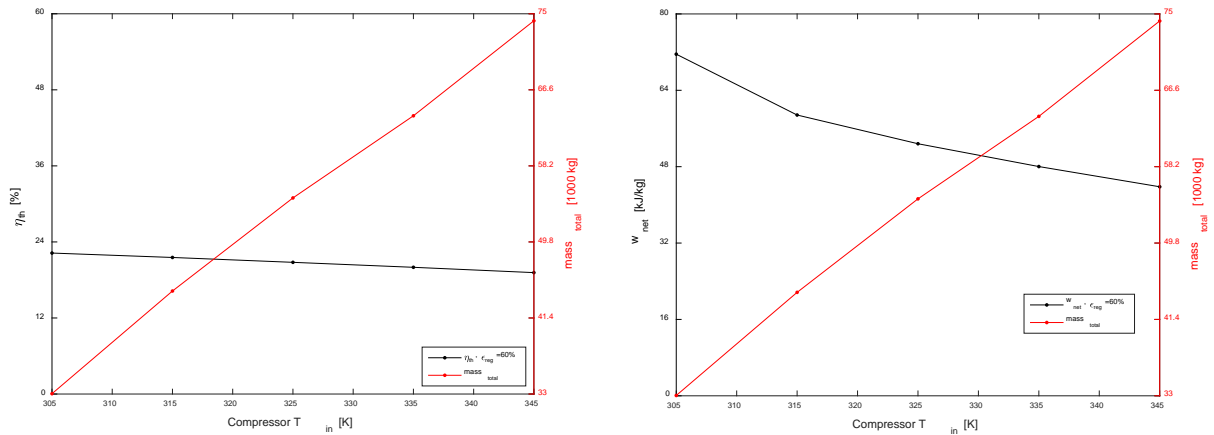 60
48
36
24
12
0
η_th [%]
75
66.6
58.2
49.8
41.4
33
mass_total [1000 kg]
305 310 315 320 325 330 335 340 345
Compressor T_in [K]
η_th - ε_reg=60%
mass_total
80
64
48
32
16
0
w_net [kJ/kg]
75
66.6
58.2
49.8
41.4
33
mass_total [1000 kg]
305 310 315 320 325 330 335 340 345
Compressor T_in [K]
w_net - ε_reg=60%
mass_total